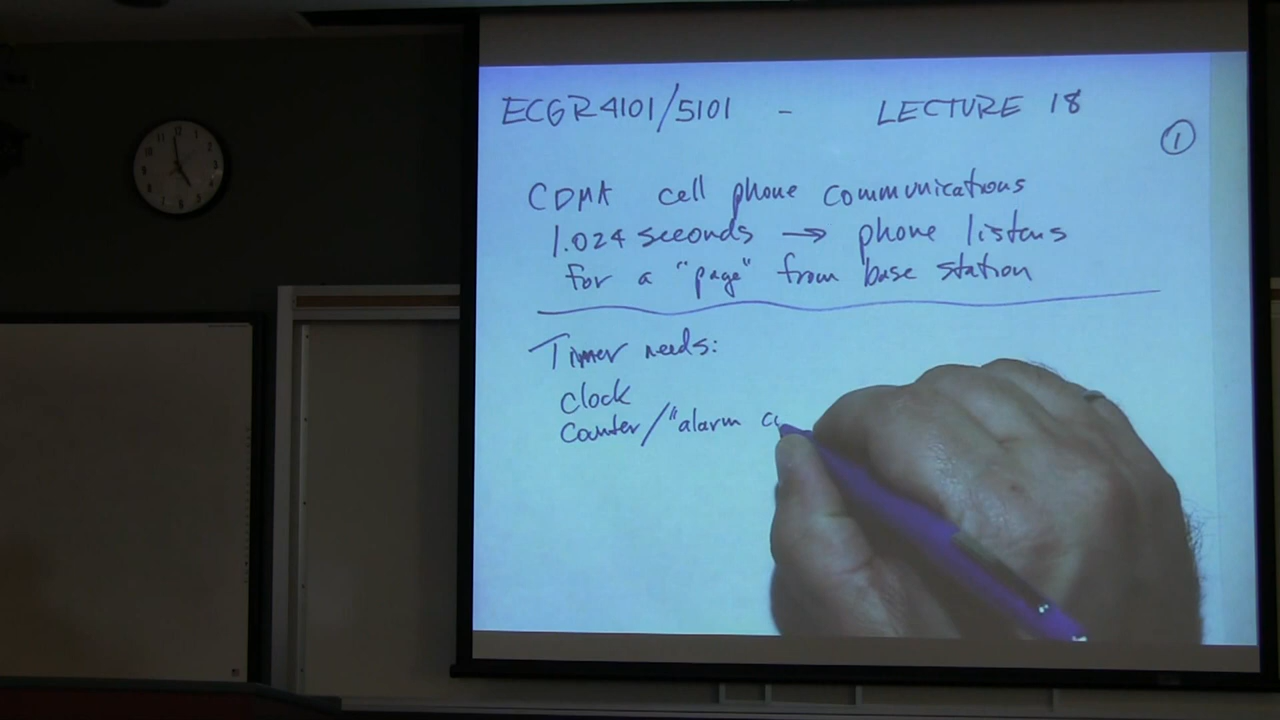 ECGR4101/5101 - LECTURE 18
①
CDMA cell phone communications
1.024 seconds → phone listens
for a "page" from base station
Timer needs:
Clock
Counter/"alarm